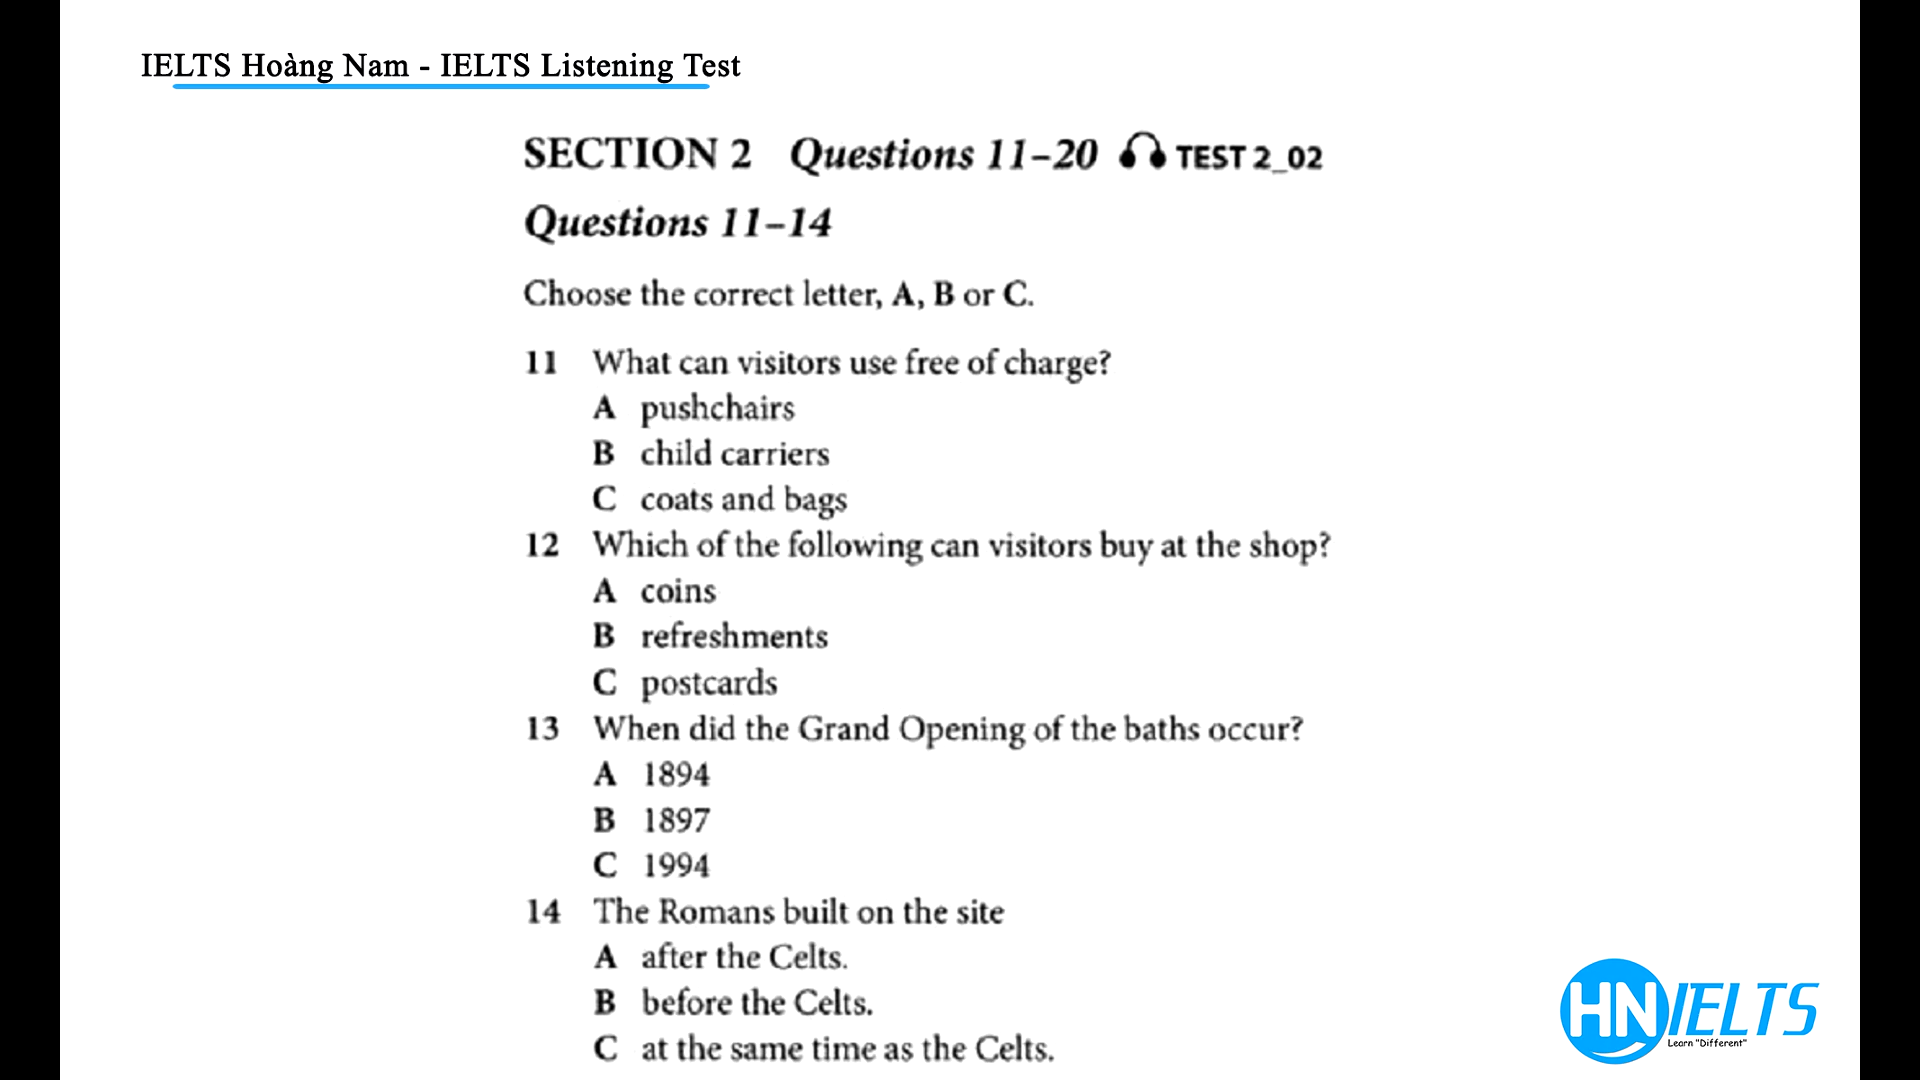 IELTS Hoàng Nam - IELTS Listening Test
SECTION 2 Questions 11–20 TEST 2_02
Questions 11–14
Choose the correct letter, A, B or C.
11 What can visitors use free of charge?
A pushchairs
B child carriers
C coats and bags
12 Which of the following can visitors buy at the shop?
A coins
B refreshments
C postcards
13 When did the Grand Opening of the baths occur?
A 1894
B 1897
C 1994
14 The Romans built on the site
A after the Celts.
B before the Celts.
C at the same time as the Celts.
HNIELTS
Learn "Different"